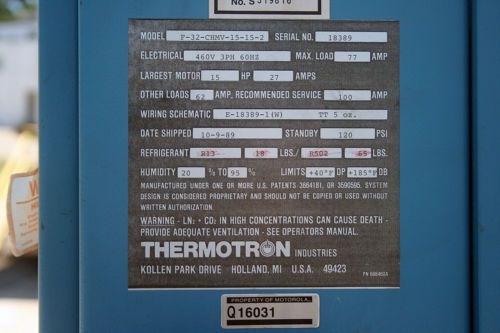 No. S 319816
MODEL F-32-CHMV-15-15-2 SERIAL NO. 18389
ELECTRICAL 460V 3PH 60HZ MAX. LOAD 77 AMP
LARGEST MOTOR 15 HP 27 AMPS
OTHER LOADS 62 AMP. RECOMMENDED SERVICE 100 AMP
WIRING SCHEMATIC E-18389-1(W) TT 5 oz.
DATE SHIPPED 10-9-89 STANDBY 120 PSI
REFRIGERANT R13 18 LBS./ R502 65 LBS.
HUMIDITY 20 % TO 95 % LIMITS +40°F DP +185°F DB
MANUFACTURED UNDER ONE OR MORE U.S. PATENTS 3664181, OR 3590595. SYSTEM
DESIGN IS CONSIDERED PROPRIETARY AND SHOULD NOT BE COPIED OR USED WITHOUT
WRITTEN AUTHORIZATION.
WARNING - LN₂ + CO₂ IN HIGH CONCENTRATIONS CAN CAUSE DEATH -
PROVIDE ADEQUATE VENTILATION - SEE OPERATORS MANUAL.
THERMOTRON INDUSTRIES
KOLLEN PARK DRIVE HOLLAND, MI U.S.A. 49423
PROPERTY OF MOTOROLA
Q16031